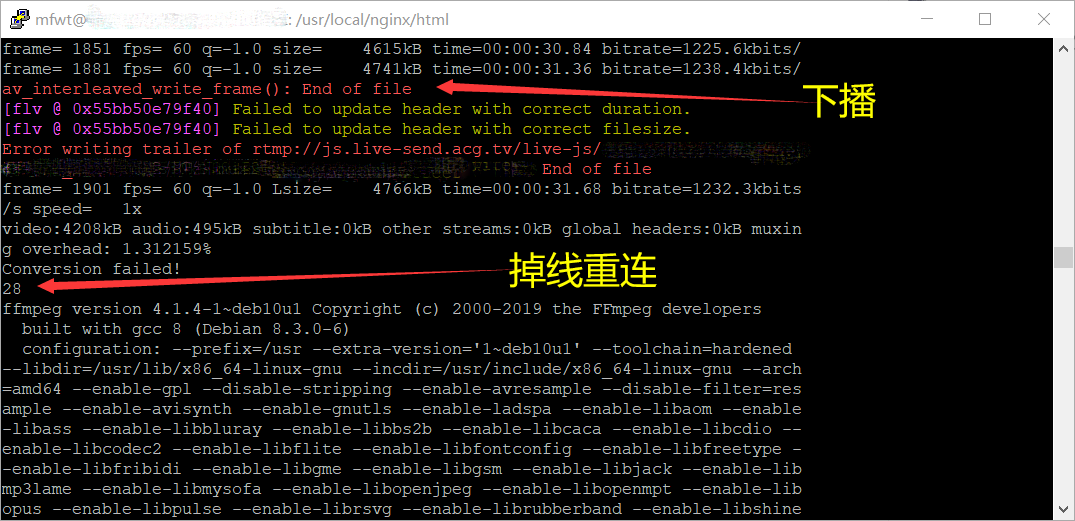 mfwt@ : /usr/local/nginx/html
frame= 1851 fps= 60 q=-1.0 size=    4615kB time=00:00:30.84 bitrate=1225.6kbits/
frame= 1881 fps= 60 q=-1.0 size=    4741kB time=00:00:31.36 bitrate=1238.4kbits/
av_interleaved_write_frame(): End of file
下播
[flv @ 0x55bb50e79f40] Failed to update header with correct duration.
[flv @ 0x55bb50e79f40] Failed to update header with correct filesize.
Error writing trailer of rtmp://js.live-send.acg.tv/live-js/
End of file
frame= 1901 fps= 60 q=-1.0 Lsize=    4766kB time=00:00:31.68 bitrate=1232.3kbits
/s speed=   1x
video:4208kB audio:495kB subtitle:0kB other streams:0kB global headers:0kB muxin
g overhead: 1.312159%
Conversion failed!
掉线重连
28
ffmpeg version 4.1.4-1~deb10u1 Copyright (c) 2000-2019 the FFmpeg developers
  built with gcc 8 (Debian 8.3.0-6)
  configuration: --prefix=/usr --extra-version='1~deb10u1' --toolchain=hardened
--libdir=/usr/lib/x86_64-linux-gnu --incdir=/usr/include/x86_64-linux-gnu --arch
=amd64 --enable-gpl --disable-stripping --enable-avresample --disable-filter=res
ample --enable-avisynth --enable-gnutls --enable-ladspa --enable-libaom --enable
-libass --enable-libbluray --enable-libbs2b --enable-libcaca --enable-libcdio --
enable-libcodec2 --enable-libflite --enable-libfontconfig --enable-libfreetype -
-enable-libfribidi --enable-libgme --enable-libgsm --enable-libjack --enable-lib
mp3lame --enable-libmysofa --enable-libopenjpeg --enable-libopenmpt --enable-lib
opus --enable-libpulse --enable-librsvg --enable-librubberband --enable-libshine